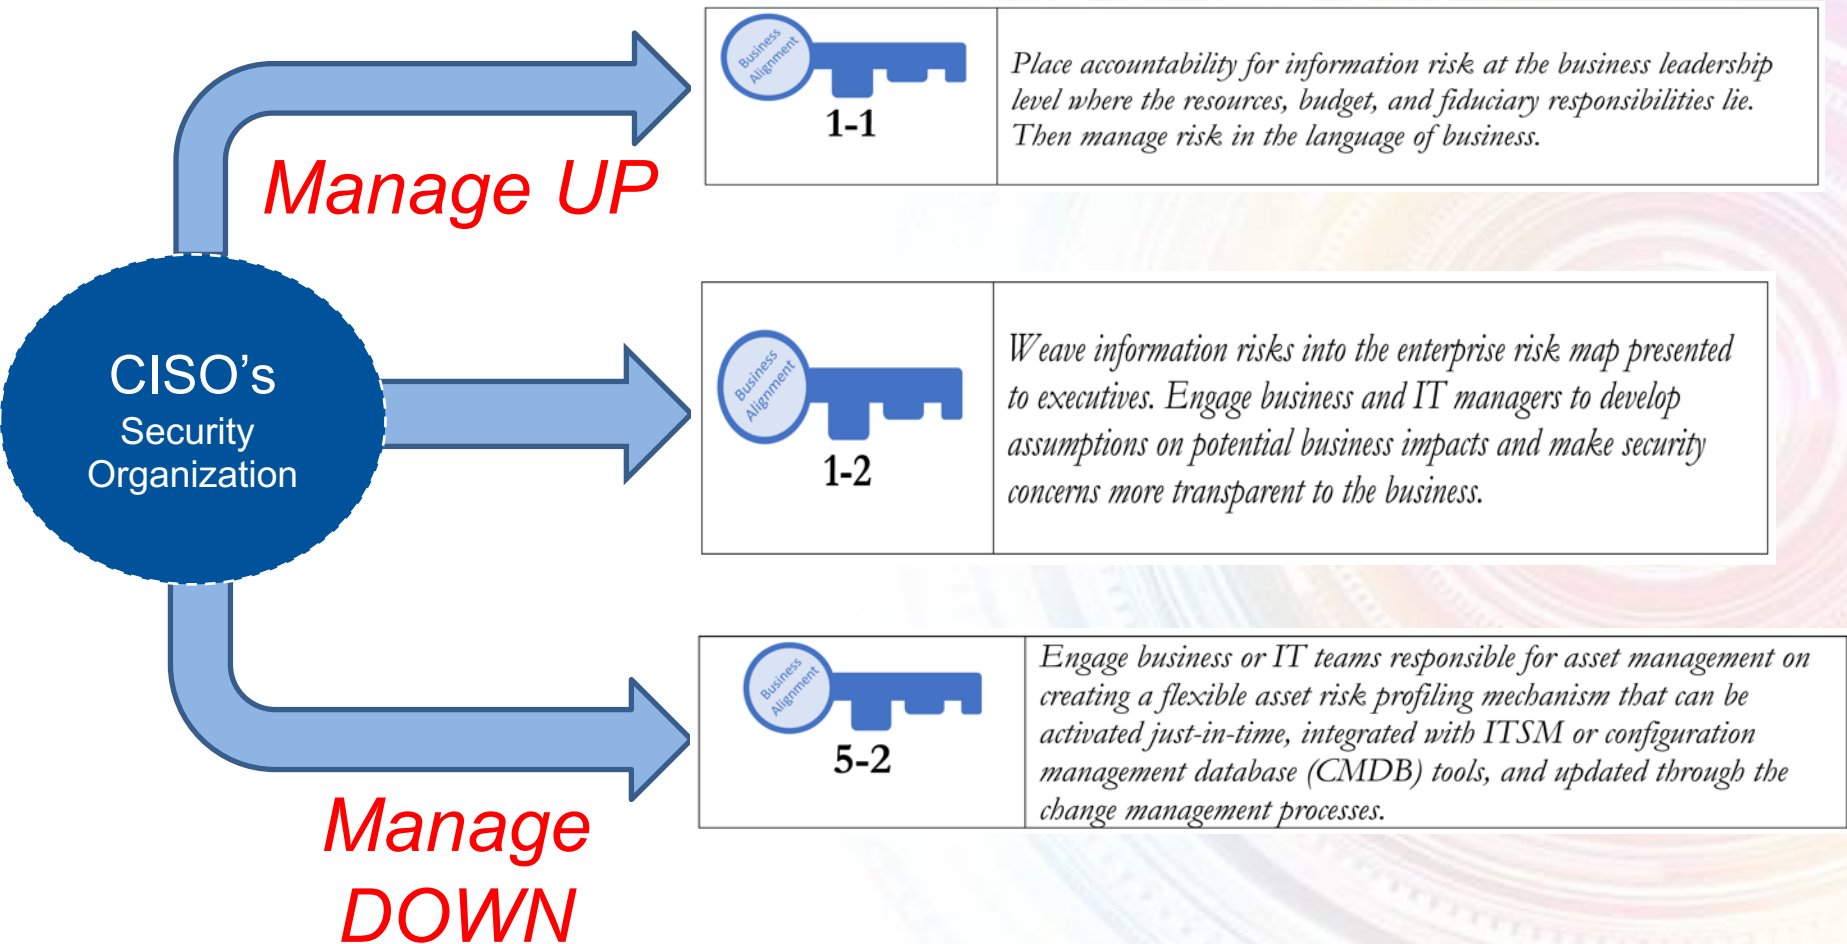 Business
Alignment
1-1
Place accountability for information risk at the business leadership
level where the resources, budget, and fiduciary responsibilities lie.
Then manage risk in the language of business.
Manage UP
CISO’s
Security
Organization
Business
Alignment
1-2
Weave information risks into the enterprise risk map presented
to executives. Engage business and IT managers to develop
assumptions on potential business impacts and make security
concerns more transparent to the business.
Business
Alignment
5-2
Engage business or IT teams responsible for asset management on
creating a flexible asset risk profiling mechanism that can be
activated just-in-time, integrated with ITSM or configuration
management database (CMDB) tools, and updated through the
change management processes.
Manage
DOWN